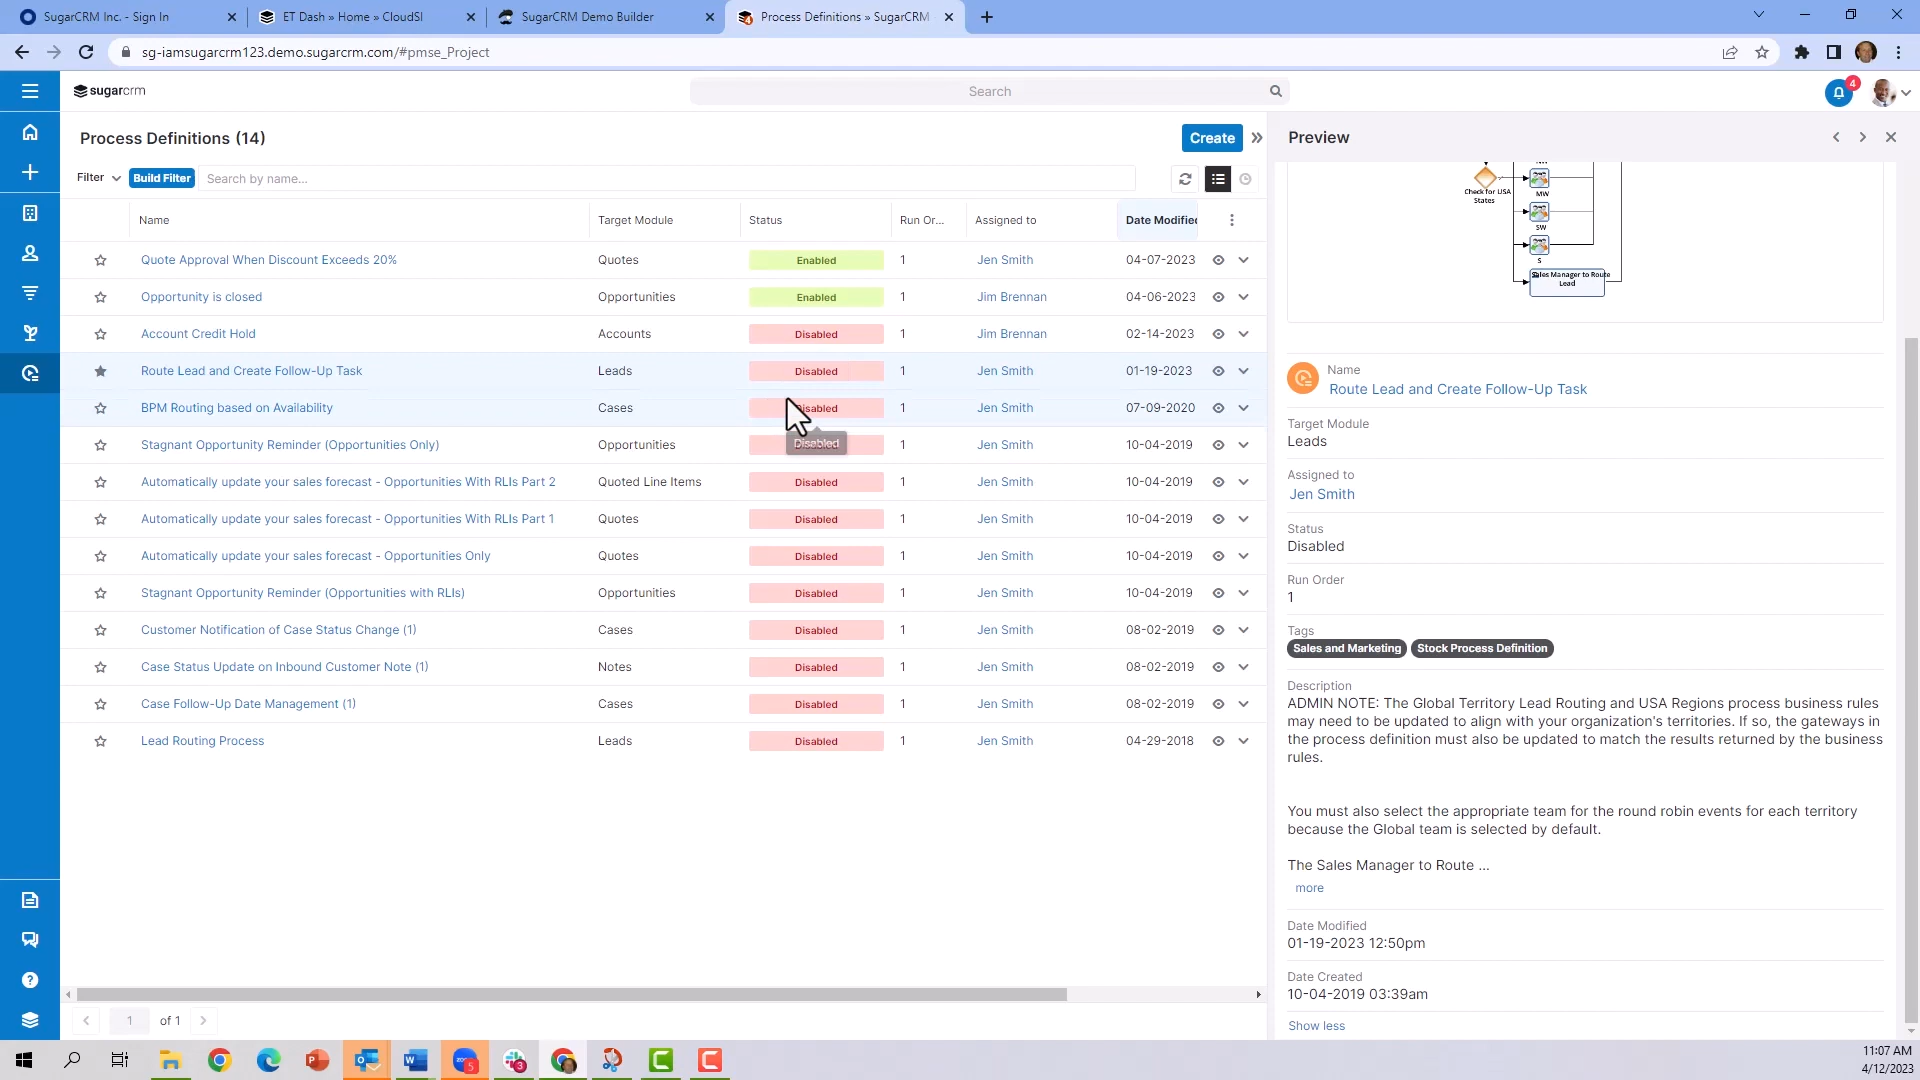 SugarCRM Inc. - Sign In
ET Dash » Home » CloudSI
SugarCRM Demo Builder
Process Definitions » SugarCRM
sg-iamsugarcrm123.demo.sugarcrm.com/#pmse_Project
sugarcrm
Search
4
Process Definitions (14)
Create
Preview
Filter
Build Filter
Search by name...
Name Target Module Status Run Or... Assigned to Date Modified
Quote Approval When Discount Exceeds 20% Quotes Enabled 1 Jen Smith 04-07-2023
Opportunity is closed Opportunities Enabled 1 Jim Brennan 04-06-2023
Account Credit Hold Accounts Disabled 1 Jim Brennan 02-14-2023
Route Lead and Create Follow-Up Task Leads Disabled 1 Jen Smith 01-19-2023
BPM Routing based on Availability Cases Disabled 1 Jen Smith 07-09-2020
Disabled
Stagnant Opportunity Reminder (Opportunities Only) Opportunities 1 Jen Smith 10-04-2019
Automatically update your sales forecast - Opportunities With RLIs Part 2 Quoted Line Items Disabled 1 Jen Smith 10-04-2019
Automatically update your sales forecast - Opportunities With RLIs Part 1 Quotes Disabled 1 Jen Smith 10-04-2019
Automatically update your sales forecast - Opportunities Only Quotes Disabled 1 Jen Smith 10-04-2019
Stagnant Opportunity Reminder (Opportunities with RLIs) Opportunities Disabled 1 Jen Smith 10-04-2019
Customer Notification of Case Status Change (1) Cases Disabled 1 Jen Smith 08-02-2019
Case Status Update on Inbound Customer Note (1) Notes Disabled 1 Jen Smith 08-02-2019
Case Follow-Up Date Management (1) Cases Disabled 1 Jen Smith 08-02-2019
Lead Routing Process Leads Disabled 1 Jen Smith 04-29-2018
1 of 1
Check for USA
States
MW
SW
S
Sales Manager to Route
Lead
Name
Route Lead and Create Follow-Up Task
Target Module
Leads
Assigned to
Jen Smith
Status
Disabled
Run Order
1
Tags
Sales and Marketing Stock Process Definition
Description
ADMIN NOTE: The Global Territory Lead Routing and USA Regions process business rules
may need to be updated to align with your organization's territories. If so, the gateways in
the process definition must also be updated to match the results returned by the business
rules.
You must also select the appropriate team for the round robin events for each territory
because the Global team is selected by default.
The Sales Manager to Route ...
more
Date Modified
01-19-2023 12:50pm
Date Created
10-04-2019 03:39am
Show less
5
3
11:07 AM
4/12/2023